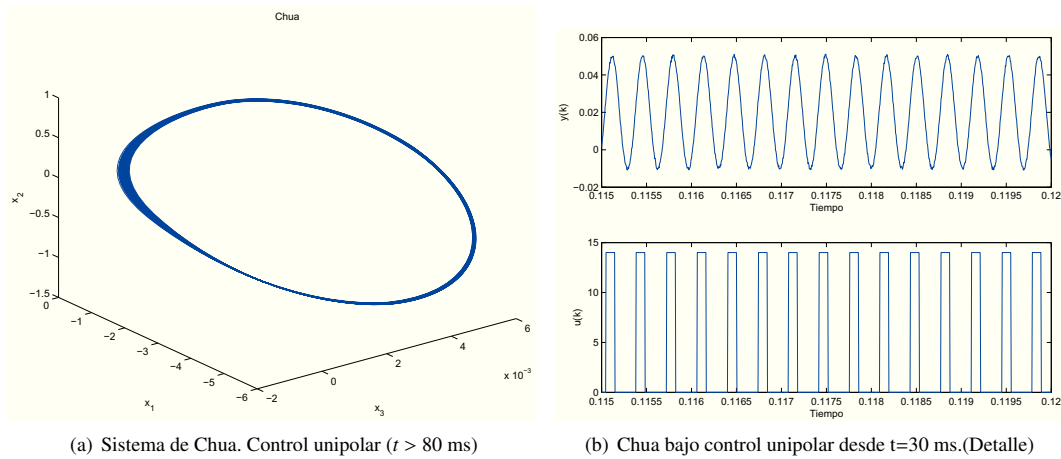 Chua
1
0.5
0
−0.5
−1
−1.5
x2
0
−1
−2
−3
−4
−5
−6
x1
−2
0
2
4
6
x 10−3
x3
0.06
0.04
0.02
0
−0.02
y(k)
0.115 0.1155 0.116 0.1165 0.117 0.1175 0.118 0.1185 0.119 0.1195 0.12
Tiempo
15
10
5
0
u(k)
0.115 0.1155 0.116 0.1165 0.117 0.1175 0.118 0.1185 0.119 0.1195 0.12
Tiempo
(a) Sistema de Chua. Control unipolar (t > 80 ms)
(b) Chua bajo control unipolar desde t=30 ms.(Detalle)